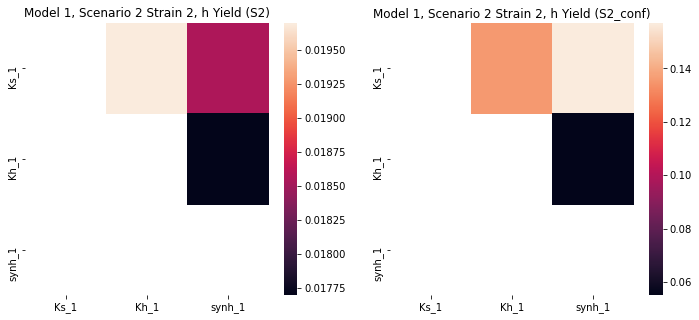 Model 1, Scenario 2 Strain 2, h Yield (S2)
Ks_1
Kh_1
synh_1
Ks_1
Kh_1
synh_1
0.01950
0.01925
0.01900
0.01875
0.01850
0.01825
0.01800
0.01775
Model 1, Scenario 2 Strain 2, h Yield (S2_conf)
Ks_1
Kh_1
synh_1
Ks_1
Kh_1
synh_1
0.14
0.12
0.10
0.08
0.06